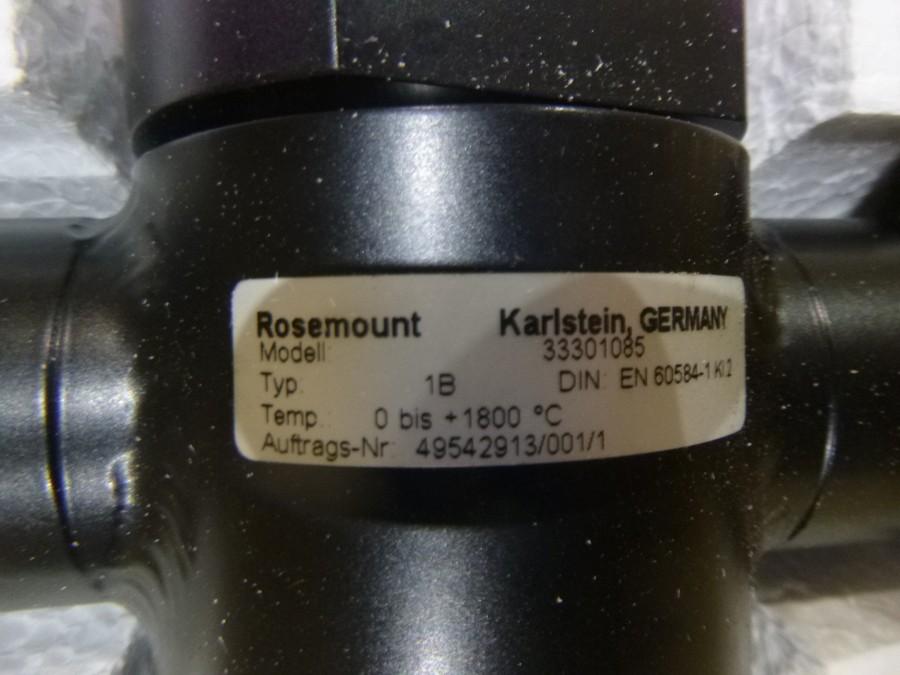 Rosemount Karlstein, GERMANY
Modell: 33301085
Typ: 1B DIN: EN 60584-1 Kl 2
Temp.: 0 bis +1800 °C
Auftrags-Nr: 49542913/001/1